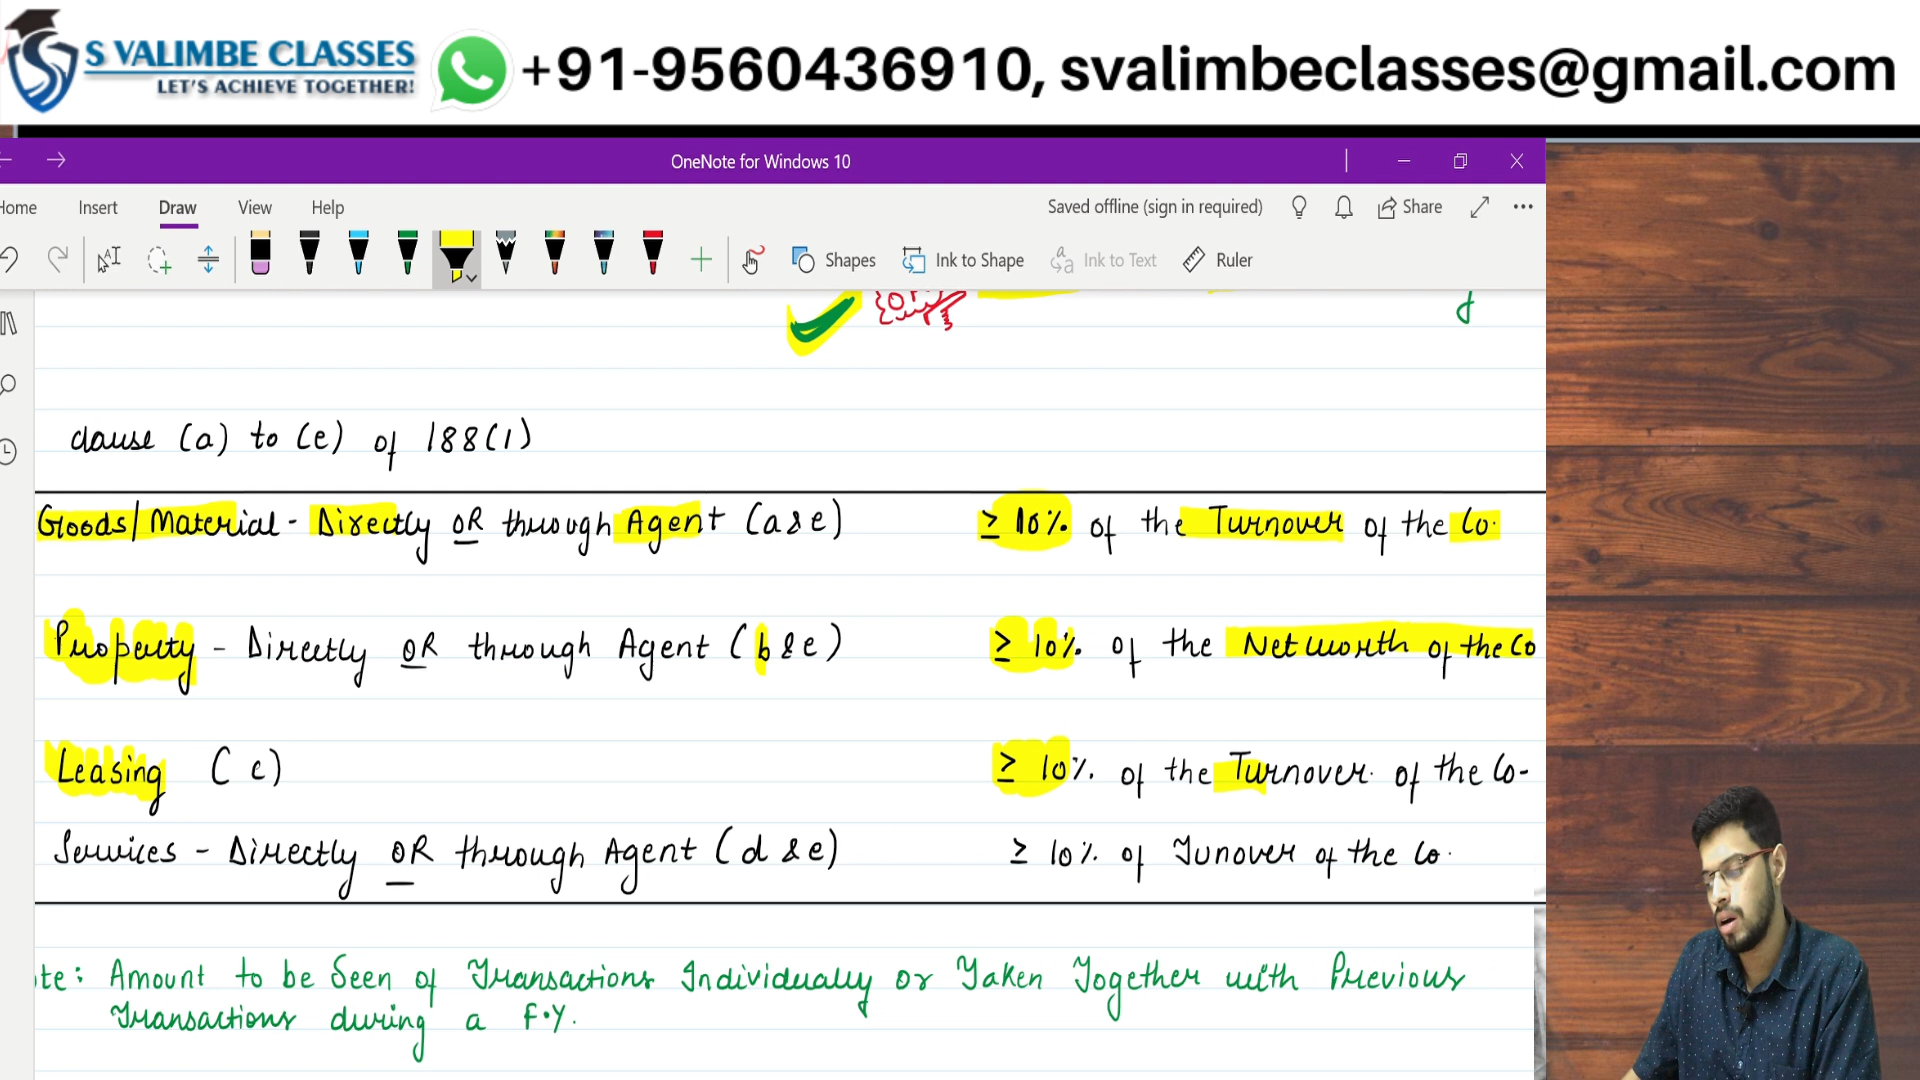 S VALIMBE CLASSES
LET'S ACHIEVE TOGETHER!
+91-9560436910, svalimbeclasses@gmail.com
OneNote for Windows 10
Home Insert Draw View Help
Saved offline (sign in required) Share
Shapes Ink to Shape Ink to Text Ruler
clause (a) to (e) of 188(1)
Goods/Material - Directly OR through Agent (a & e) ≥ 10% of the Turnover of the Co.
Property - Directly OR through Agent (b & e) ≥ 10% of the Networth of the Co
Leasing (c) ≥ 10% of the Turnover of the Co-
Services - Directly OR through Agent (d & e) ≥ 10% of Tunover of the Co.
te: Amount to be Seen of Transactions Individually or Taken Together with Previous
Transactions during a F.Y.